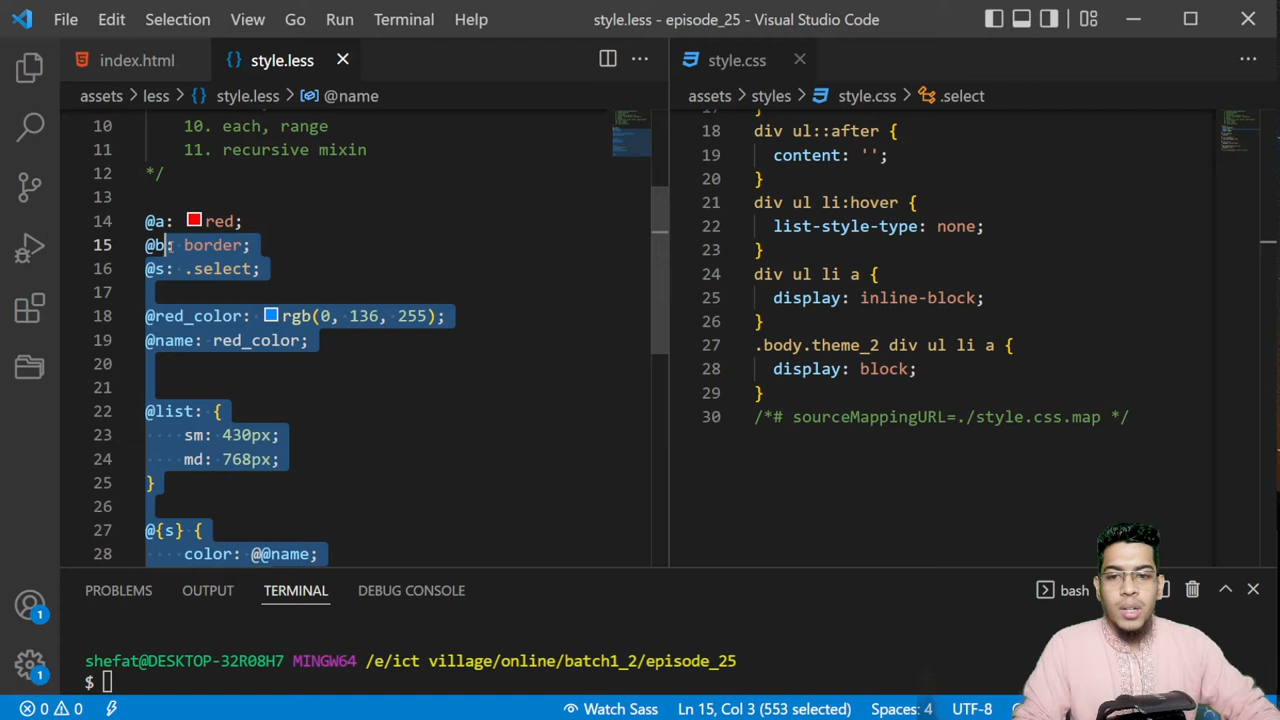 File Edit Selection View Go Run Terminal Help style.less - episode_25 - Visual Studio Code
index.html style.less
assets > less > style.less > @name
10 each, range
10. each, range
11 11. recursive mixin
12 */
13
14 @a: red;
15 @b: border;
16 @s: .select;
17
18 @red_color: rgb(0, 136, 255);
19 @name: red_color;
20
21
22 @list: {
23 sm: 430px;
24 md: 768px;
25 }
26
27 @{s} {
28 color: @@name;
style.css
assets > styles > style.css > .select
18 div ul::after {
19 content: '';
20 }
21 div ul li:hover {
22 list-style-type: none;
23 }
24 div ul li a {
25 display: inline-block;
26 }
27 .body.theme_2 div ul li a {
28 display: block;
29 }
30 /*# sourceMappingURL=./style.css.map */
PROBLEMS OUTPUT TERMINAL DEBUG CONSOLE bash
shefat@DESKTOP-32R08H7 MINGW64 /e/ict village/online/batch1_2/episode_25
$
1
1
0 0 Watch Sass Ln 15, Col 3 (553 selected) Spaces: 4 UTF-8